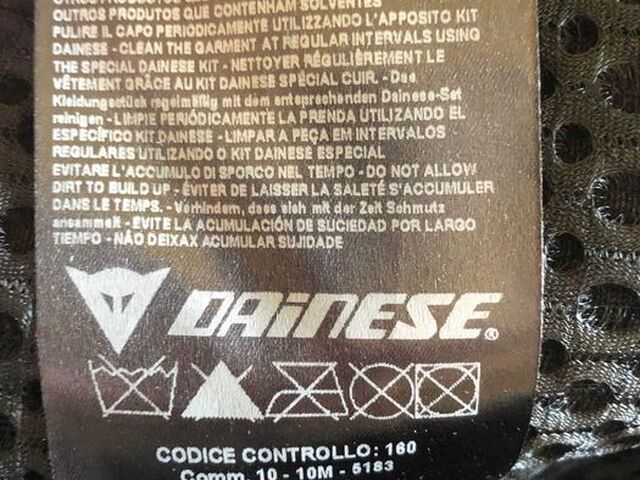 OUTROS PRODUTOS QUE CONTENHAM SOLVENTES
PULIRE IL CAPO PERIODICAMENTE UTILIZZANDO L'APPOSITO KIT
DAINESE - CLEAN THE GARMENT AT REGULAR INTERVALS USING
THE SPECIAL DAINESE KIT - NETTOYER RÉGULIÈREMENT LE
VÊTEMENT GRÂCE AU KIT DAINESE SPÉCIAL CUIR. - Das
Kleidungsstück regelmäßig mit dem entsprechenden Dainese-Set
reinigen - LIMPIE PERIÓDICAMENTE LA PRENDA UTILIZANDO EL
ESPECÍFICO KIT DAINESE - LIMPAR A PEÇA EM INTERVALOS
REGULARES UTILIZANDO O KIT DAINESE ESPECIAL
EVITARE L'ACCUMULO DI SPORCO NEL TEMPO - DO NOT ALLOW
DIRT TO BUILD UP - ÉVITER DE LAISSER LA SALETÉ S'ACCUMULER
DANS LE TEMPS. - Verhindern, dass sich mit der Zeit Schmutz
ansammelt - EVITE LA ACUMULACIÓN DE SUCIEDAD POR LARGO
TIEMPO - NÃO DEIXAX ACUMULAR SUJIDADE
DAINESE®
CODICE CONTROLLO: 160
Comm. 10 - 10M - 5183